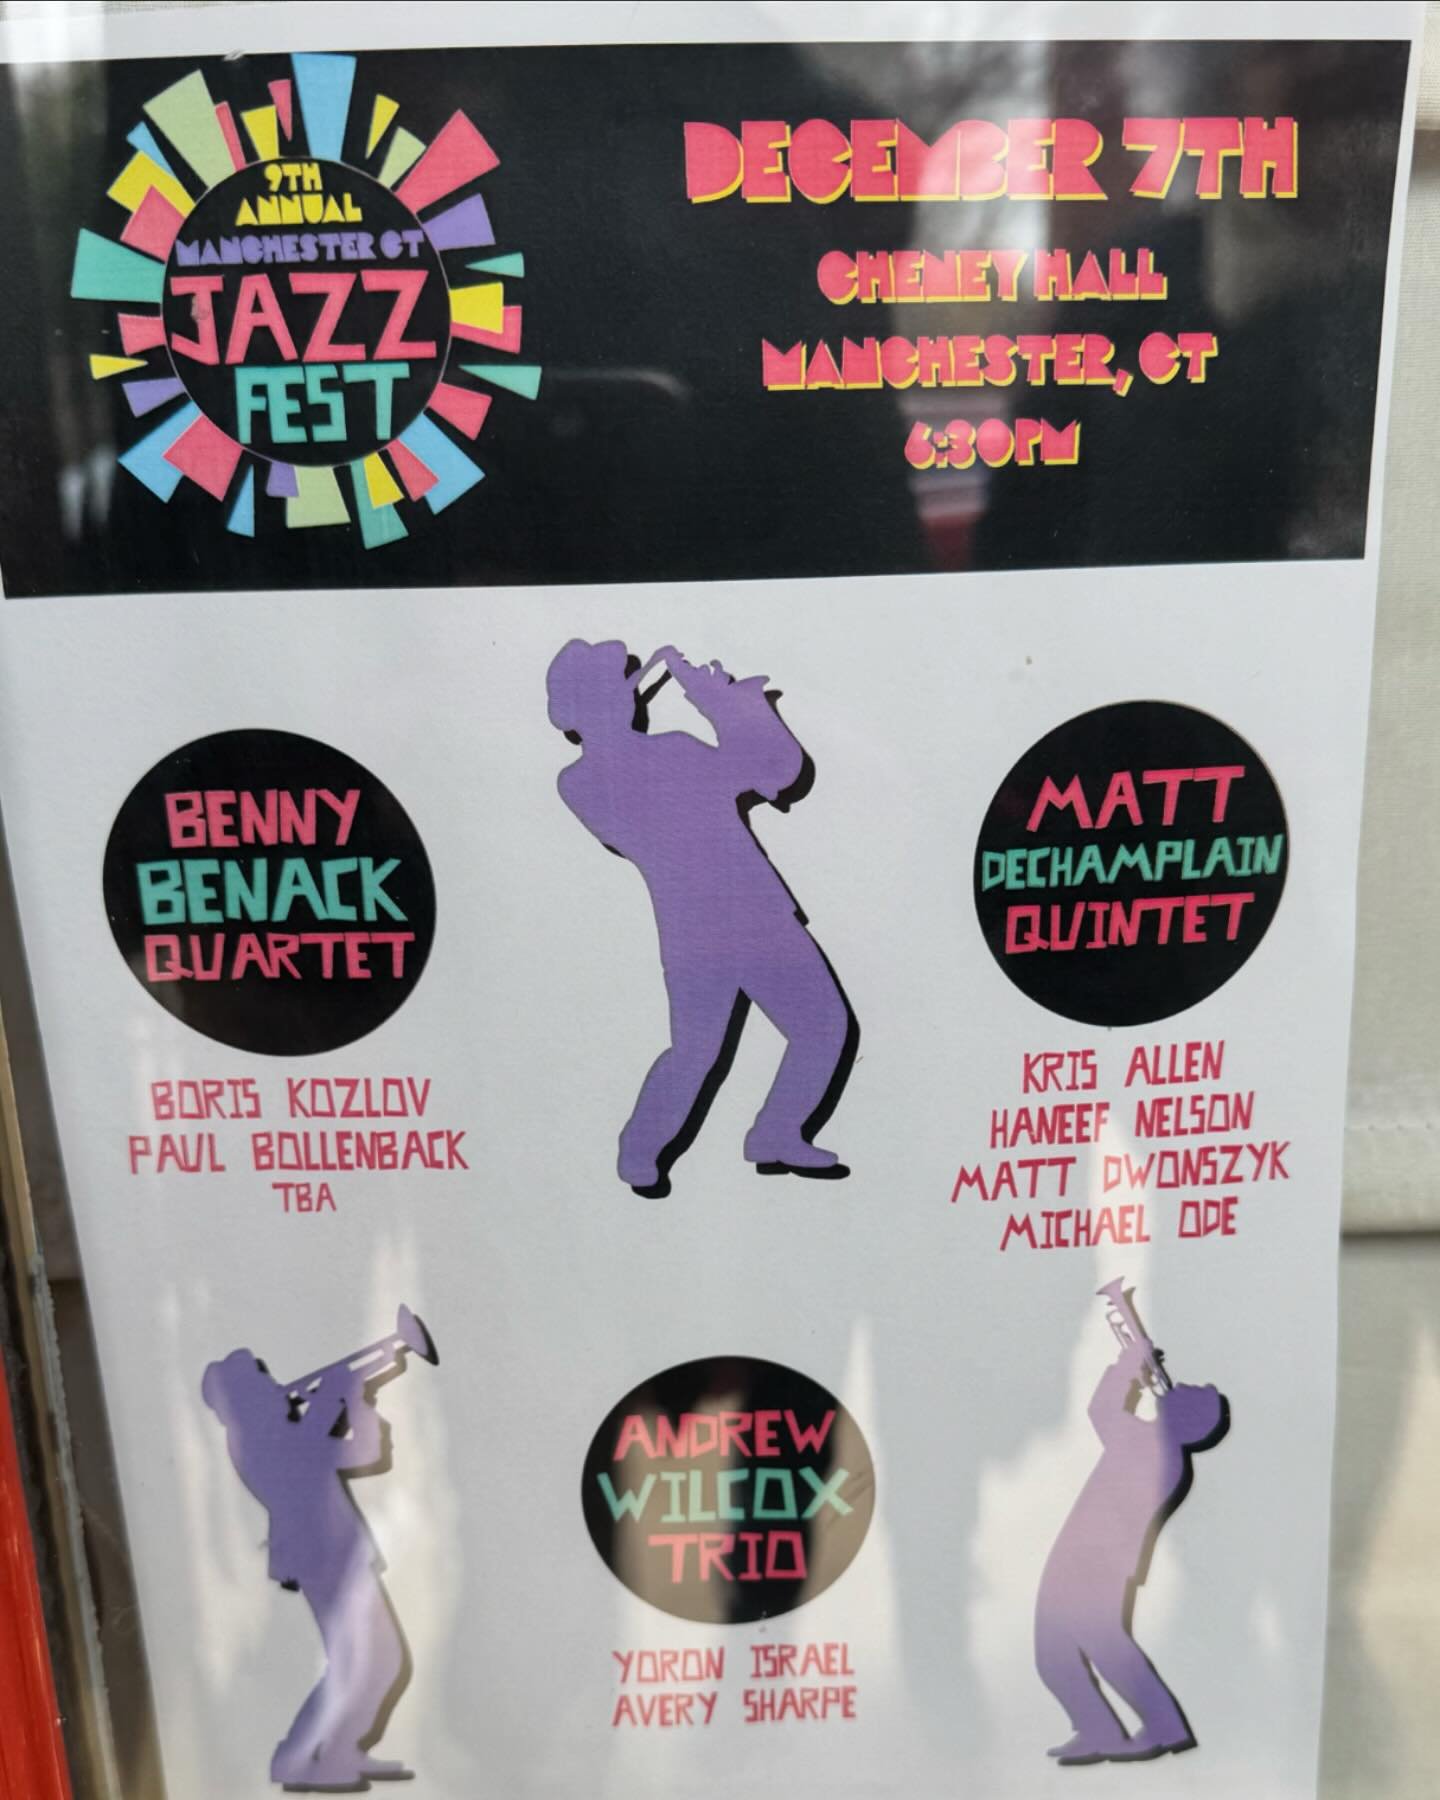 9TH
ANNUAL
MANCHESTER CT
JAZZ
FEST
DECEMBER 7TH
CHENEY HALL
MANCHESTER, CT
6:30PM
BENNY
BENACK
QUARTET
BORIS KOZLOV
PAUL BOLLENBACK
TBA
MATT
DECHAMPLAIN
QUINTET
KRIS ALLEN
HANEEF NELSON
MATT DWONSZYK
MICHAEL ODE
ANDREW
WILCOX
TRIO
YORON ISRAEL
AVERY SHARPE